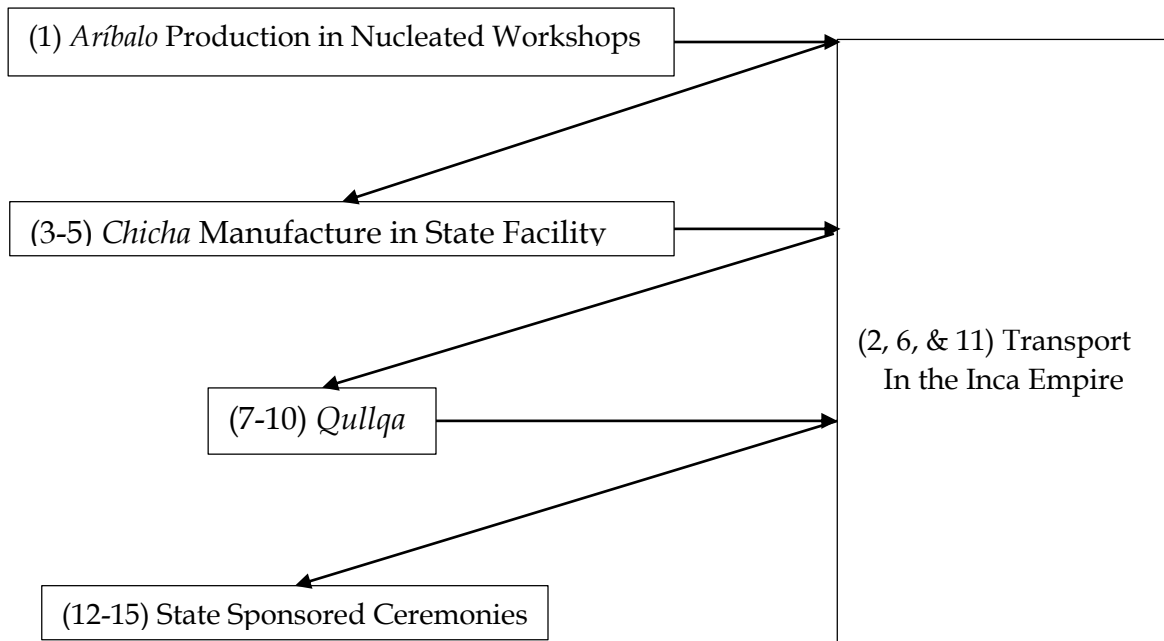 (1) Aríbalo Production in Nucleated Workshops
(3-5) Chicha Manufacture in State Facility
(2, 6, & 11) Transport
In the Inca Empire
(7-10) Qullqa
(12-15) State Sponsored Ceremonies